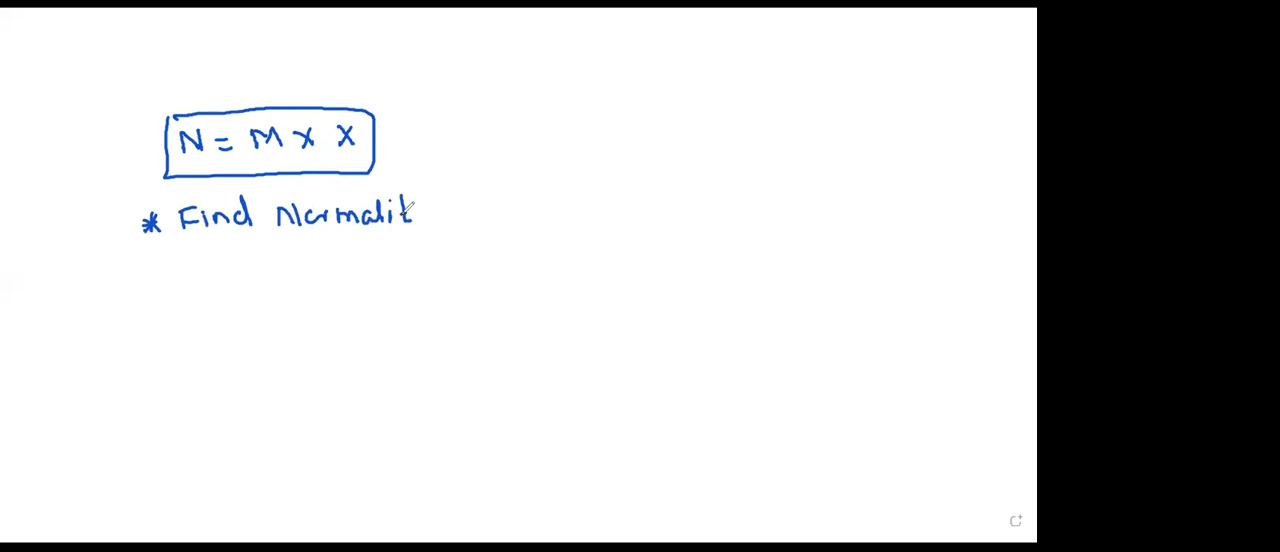 N = M x x
* Find Normalit